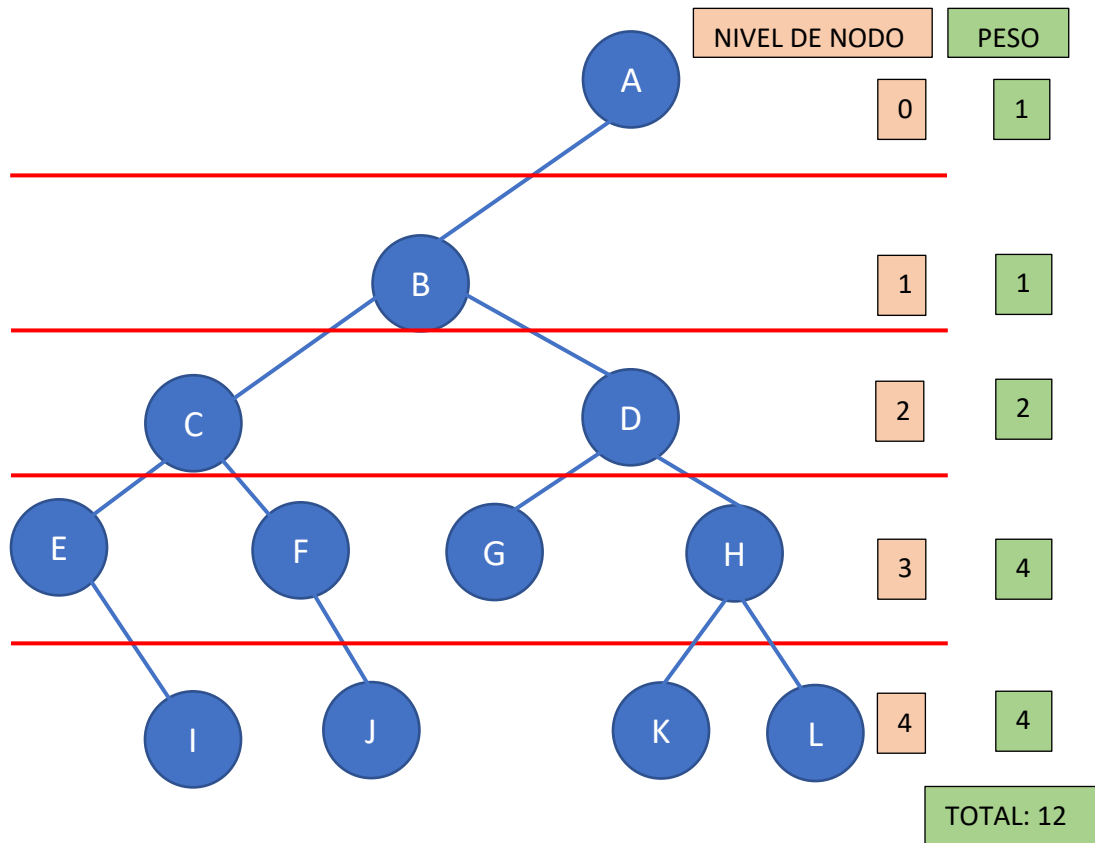 NIVEL DE NODO PESO
A 0 1
B 1 1
C D 2 2
E F G H 3 4
I J K L 4 4
TOTAL: 12